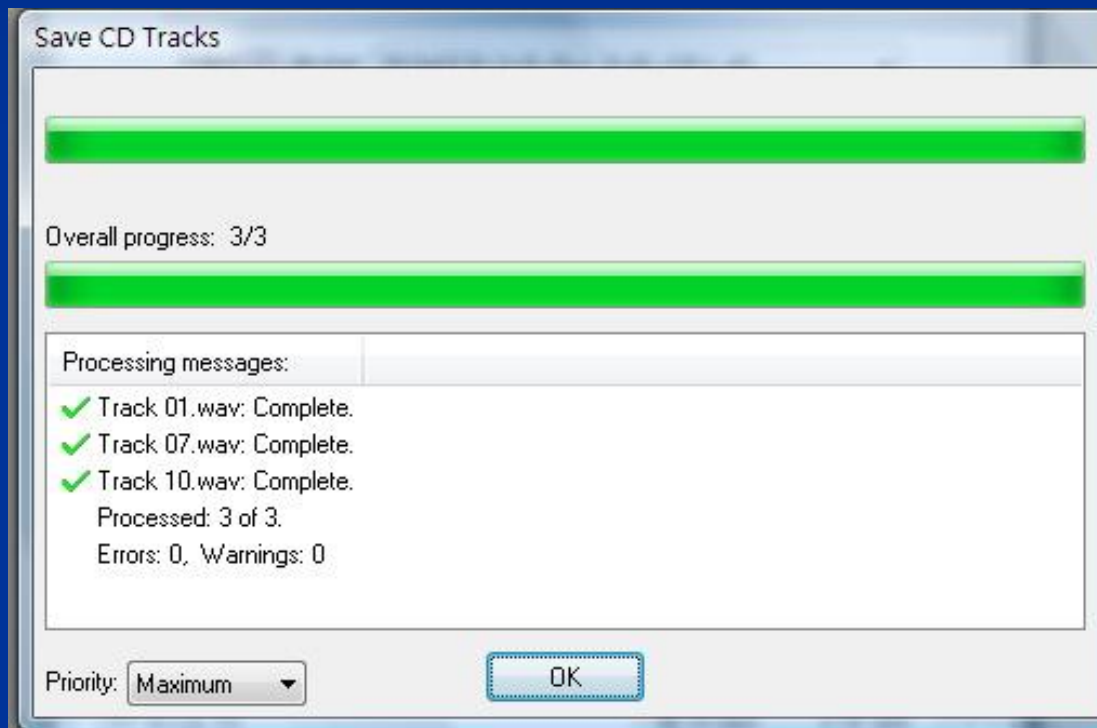 Save CD Tracks
Overall progress: 3/3
Processing messages:
Track 01.wav: Complete.
Track 07.wav: Complete.
Track 10.wav: Complete.
Processed: 3 of 3.
Errors: 0, Warnings: 0
Priority: Maximum OK